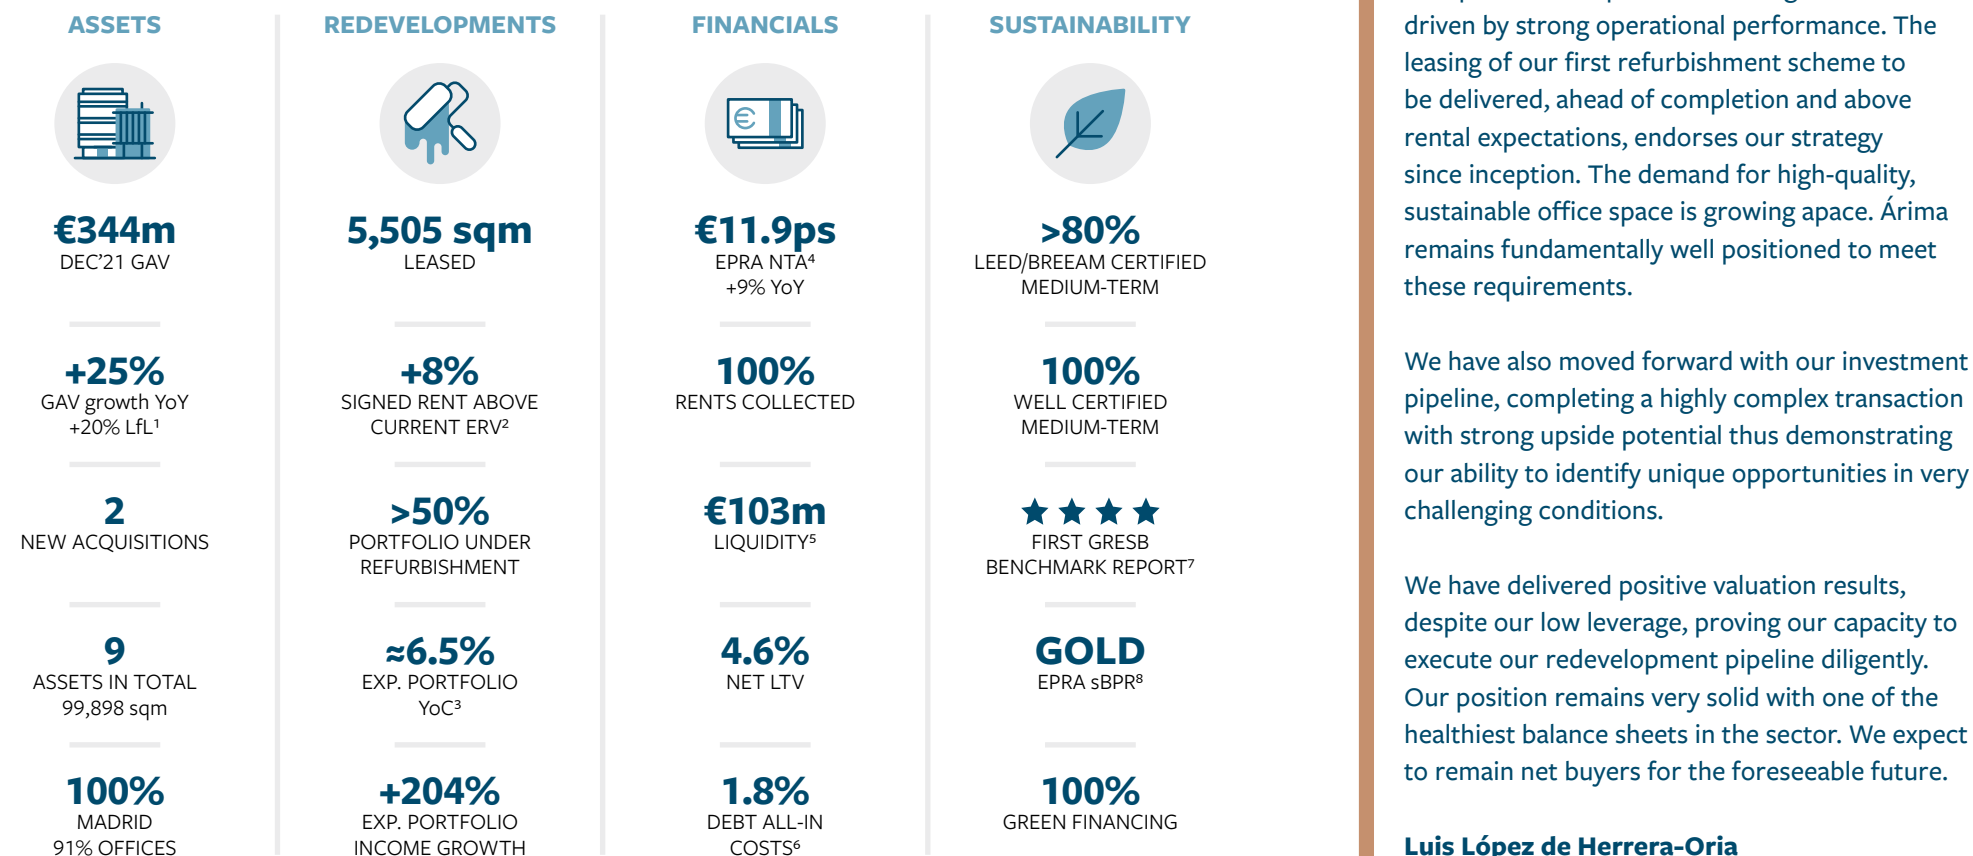 ASSETS
€344m
DEC’21 GAV
+25%
GAV growth YoY
+20% LfL¹
2
NEW ACQUISITIONS
9
ASSETS IN TOTAL
99,898 sqm
100%
MADRID
91% OFFICES
REDEVELOPMENTS
5,505 sqm
LEASED
+8%
SIGNED RENT ABOVE
CURRENT ERV²
>50%
PORTFOLIO UNDER
REFURBISHMENT
≈6.5%
EXP. PORTFOLIO
YoC³
+204%
EXP. PORTFOLIO
INCOME GROWTH
FINANCIALS
€
€11.9ps
EPRA NTA⁴
+9% YoY
100%
RENTS COLLECTED
€103m
LIQUIDITY⁵
4.6%
NET LTV
1.8%
DEBT ALL-IN
COSTS⁶
SUSTAINABILITY
>80%
LEED/BREEAM CERTIFIED
MEDIUM-TERM
100%
WELL CERTIFIED
MEDIUM-TERM
★ ★ ★ ★
FIRST GRESB
BENCHMARK REPORT⁷
GOLD
EPRA sBPR⁸
100%
GREEN FINANCING
driven by strong operational performance. The
leasing of our first refurbishment scheme to
be delivered, ahead of completion and above
rental expectations, endorses our strategy
since inception. The demand for high-quality,
sustainable office space is growing apace. Árima
remains fundamentally well positioned to meet
these requirements.
We have also moved forward with our investment
pipeline, completing a highly complex transaction
with strong upside potential thus demonstrating
our ability to identify unique opportunities in very
challenging conditions.
We have delivered positive valuation results,
despite our low leverage, proving our capacity to
execute our redevelopment pipeline diligently.
Our position remains very solid with one of the
healthiest balance sheets in the sector. We expect
to remain net buyers for the foreseeable future.
Luis López de Herrera-Oria